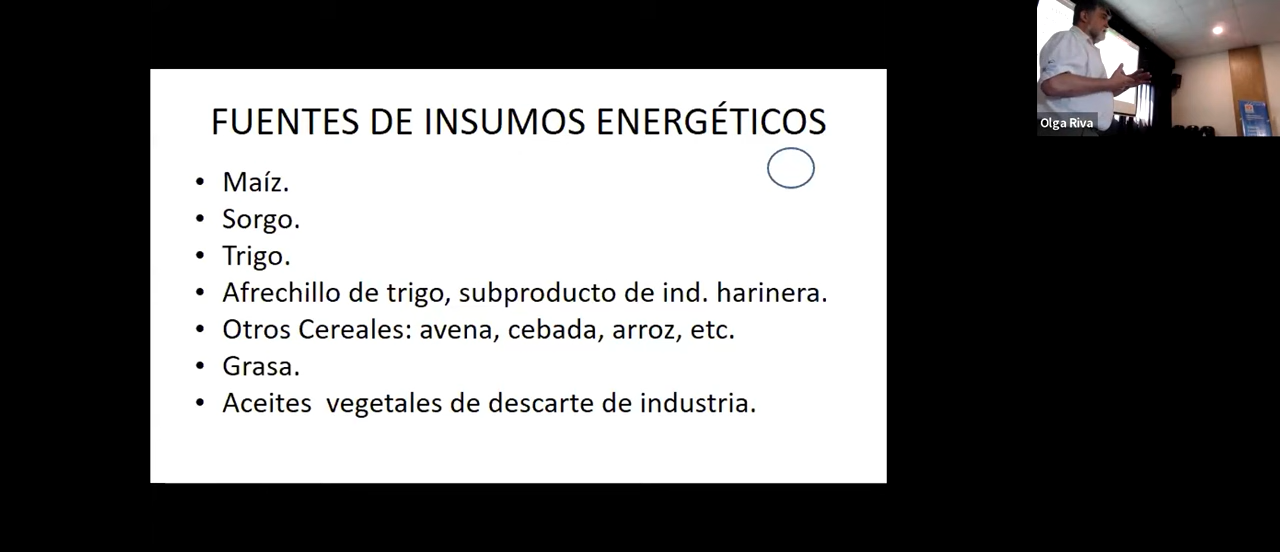 FUENTES DE INSUMOS ENERGÉTICOS
• Maíz.
• Sorgo.
• Trigo.
• Afrechillo de trigo, subproducto de ind. harinera.
• Otros Cereales: avena, cebada, arroz, etc.
• Grasa.
• Aceites  vegetales de descarte de industria.
Olga Riva